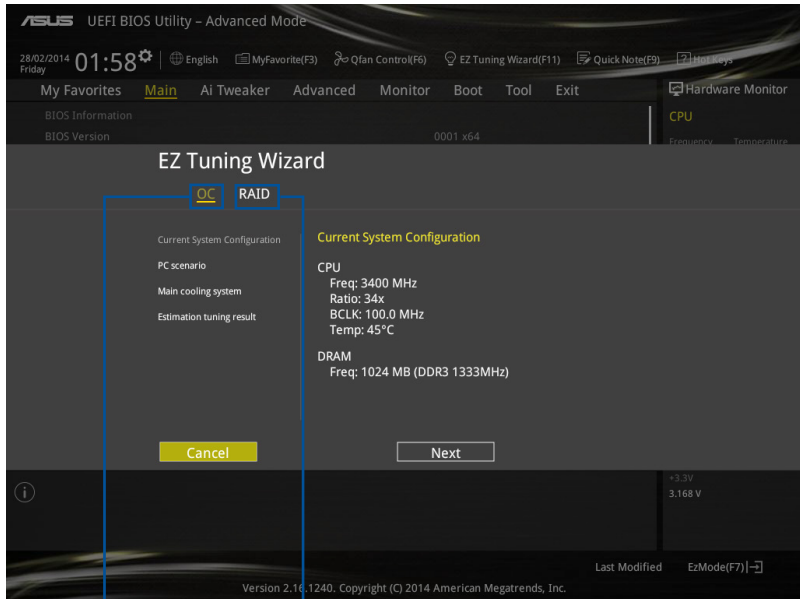 ASUS UEFI BIOS Utility – Advanced Mode
28/02/2014
Friday
01:58
English
MyFavorite(F3)
Qfan Control(F6)
EZ Tuning Wizard(F11)
Quick Note(F9)
? Hot Keys
My Favorites Main Ai Tweaker Advanced Monitor Boot Tool Exit
Hardware Monitor
BIOS Information
CPU
BIOS Version 0001 x64
Frequency Temperature
EZ Tuning Wizard
OC RAID
Current System Configuration
PC scenario
Main cooling system
Estimation tuning result
Current System Configuration
CPU
Freq: 3400 MHz
Ratio: 34x
BCLK: 100.0 MHz
Temp: 45°C
DRAM
Freq: 1024 MB (DDR3 1333MHz)
Cancel
Next
+3.3V
3.168 V
i
Last Modified
EzMode(F7)
Version 2.16.1240. Copyright (C) 2014 American Megatrends, Inc.